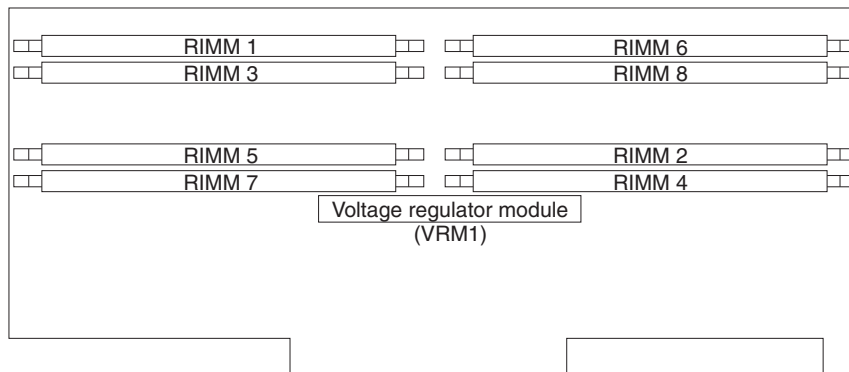 RIMM 1
RIMM 6
RIMM 3
RIMM 8
RIMM 5
RIMM 2
RIMM 7
RIMM 4
Voltage regulator module
(VRM1)